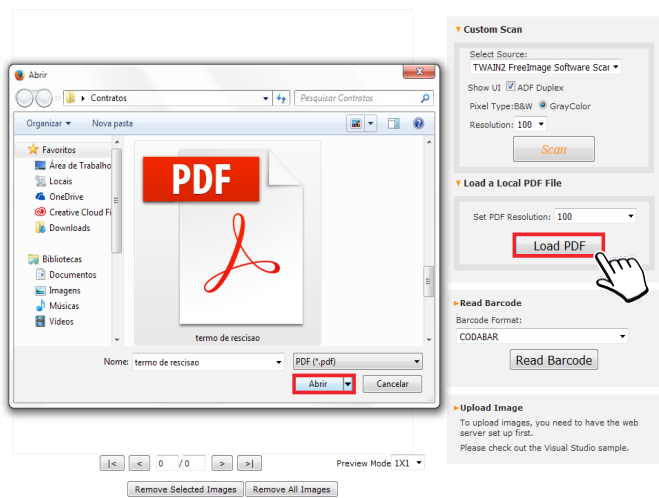 Custom Scan
Select Source:
TWAIN2 FreeImage Software Scar
Show UI ADF Duplex
Pixel Type:B&W GrayColor
Resolution: 100
Scan
Load a Local PDF File
Set PDF Resolution: 100
Load PDF
Read Barcode
Barcode Format:
CODABAR
Read Barcode
Upload Image
To upload images, you need to have the web
server set up first.
Please check out the Visual Studio sample.
Abrir
Contratos
Pesquisar Contratos
Organizar Nova pasta
Favoritos
Área de Trabalho
Locais
OneDrive
Creative Cloud Fi
Downloads
Bibliotecas
Documentos
Imagens
Músicas
Vídeos
PDF
termo de rescisao
Nome: termo de rescisao PDF (*.pdf)
Abrir Cancelar
|< < 0 / 0 > >| Preview Mode 1X1
Remove Selected Images Remove All Images